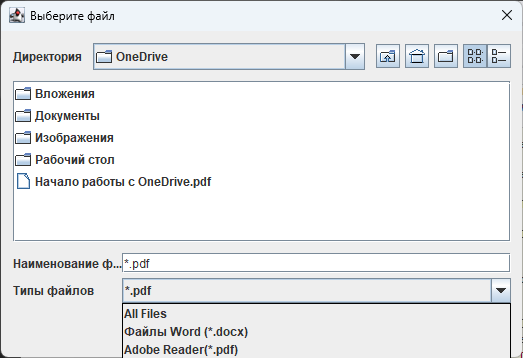 Выберите файл
Директория OneDrive
Вложения
Документы
Изображения
Рабочий стол
Начало работы с OneDrive.pdf
Наименование ф... *.pdf
Типы файлов *.pdf
All Files
Файлы Word (*.docx)
Adobe Reader(*.pdf)